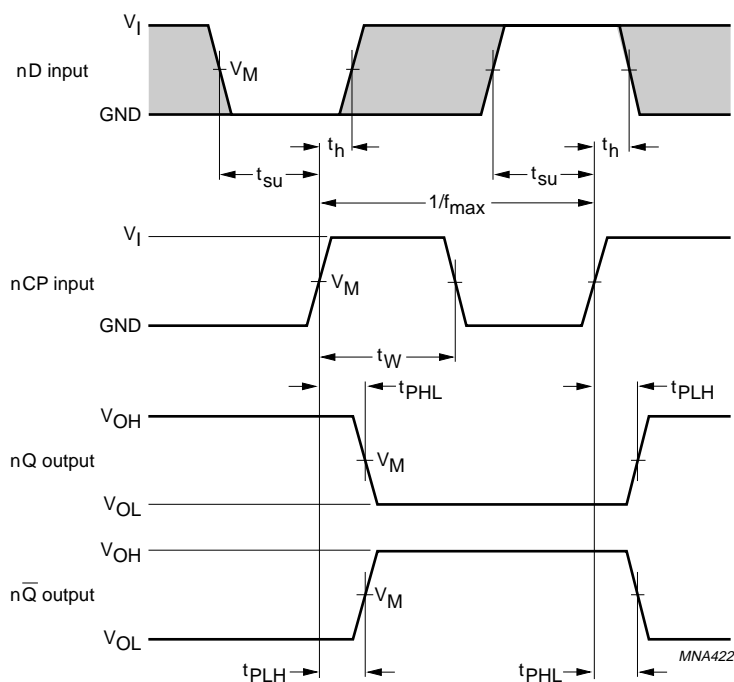 V_I
nD input
V_M
GND
t_h
t_h
t_su
t_su
1/f_max
V_I
nCP input
V_M
GND
t_W
t_PHL
t_PLH
V_OH
nQ output
V_M
V_OL
V_OH
nQ̅ output
V_M
V_OL
MNA422
t_PLH
t_PHL